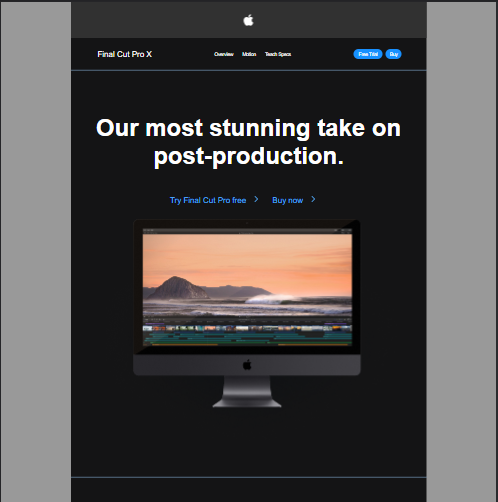 Final Cut Pro X
Overview Motion Teach Specs
Free Trial Buy
Our most stunning take on
post-production.
Try Final Cut Pro free > Buy now >